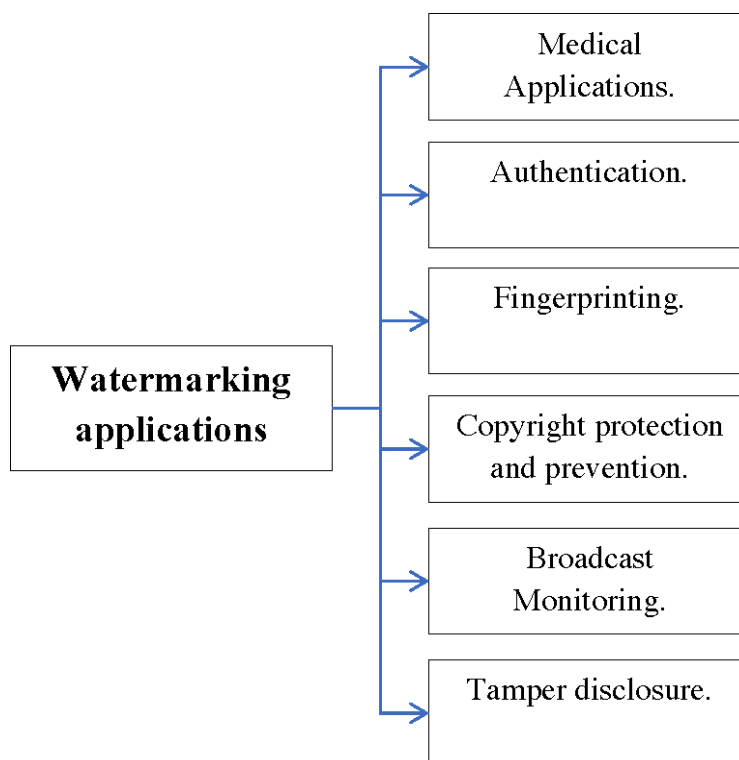 Medical
Applications.
Authentication.
Fingerprinting.
Watermarking
applications
Copyright protection
and prevention.
Broadcast
Monitoring.
Tamper disclosure.